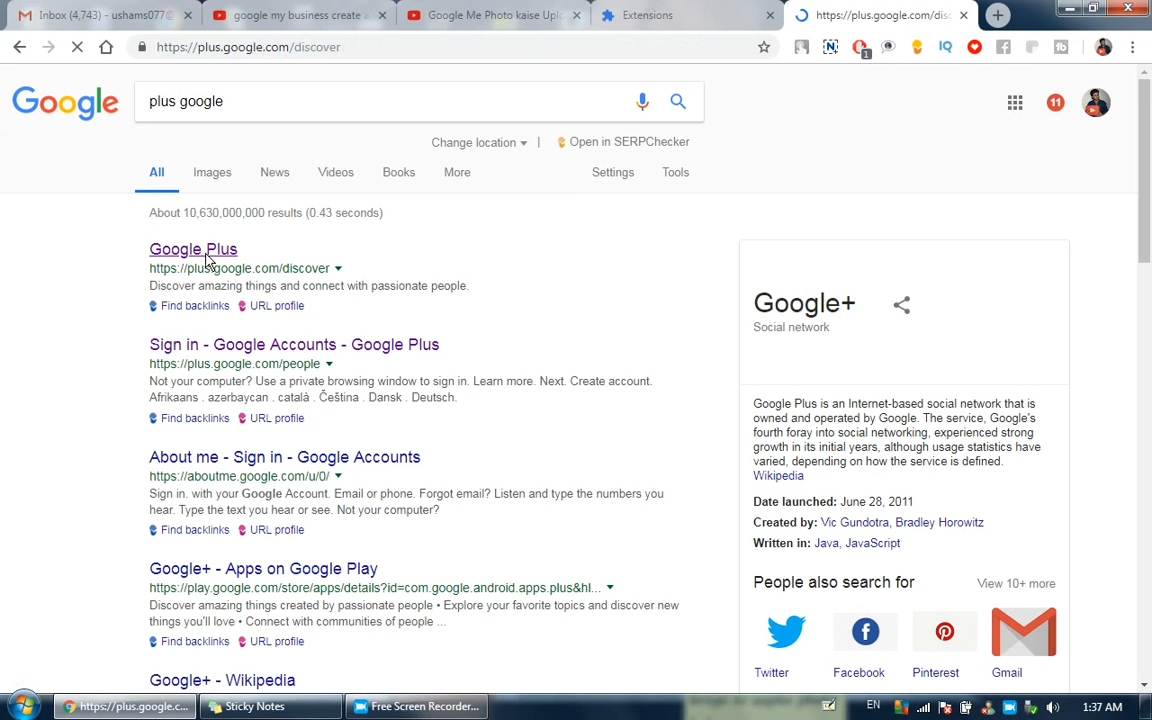 Inbox (4,743) - ushams077@
google my business create a
Google Me Photo kaise Uplo
Extensions
https://plus.google.com/disc
https://plus.google.com/discover
IQ
1
Google
plus google
11
Change location
|
Open in SERPChecker
All
Images
News
Videos
Books
More
Settings
Tools
About 10,630,000,000 results (0.43 seconds)
Google Plus
https://plus.google.com/discover
Discover amazing things and connect with passionate people.
Find backlinks
URL profile
Sign in - Google Accounts - Google Plus
https://plus.google.com/people
Not your computer? Use a private browsing window to sign in. Learn more. Next. Create account.
Afrikaans . azərbaycan . català . Čeština . Dansk . Deutsch.
Find backlinks
URL profile
About me - Sign in - Google Accounts
https://aboutme.google.com/u/0/
Sign in. with your Google Account. Email or phone. Forgot email? Listen and type the numbers you
hear. Type the text you hear or see. Not your computer?
Find backlinks
URL profile
Google+ - Apps on Google Play
https://play.google.com/store/apps/details?id=com.google.android.apps.plus&hl...
Discover amazing things created by passionate people • Explore your favorite topics and discover new
things you'll love • Connect with communities of people ...
Find backlinks
URL profile
Google+ - Wikipedia
Google+
Social network
Google Plus is an Internet-based social network that is
owned and operated by Google. The service, Google's
fourth foray into social networking, experienced strong
growth in its initial years, although usage statistics have
varied, depending on how the service is defined.
Wikipedia
Date launched: June 28, 2011
Created by: Vic Gundotra, Bradley Horowitz
Written in: Java, JavaScript
People also search for
View 10+ more
Twitter
Facebook
Pinterest
Gmail
https://plus.google.c...
Sticky Notes
Free Screen Recorder...
EN
1:37 AM